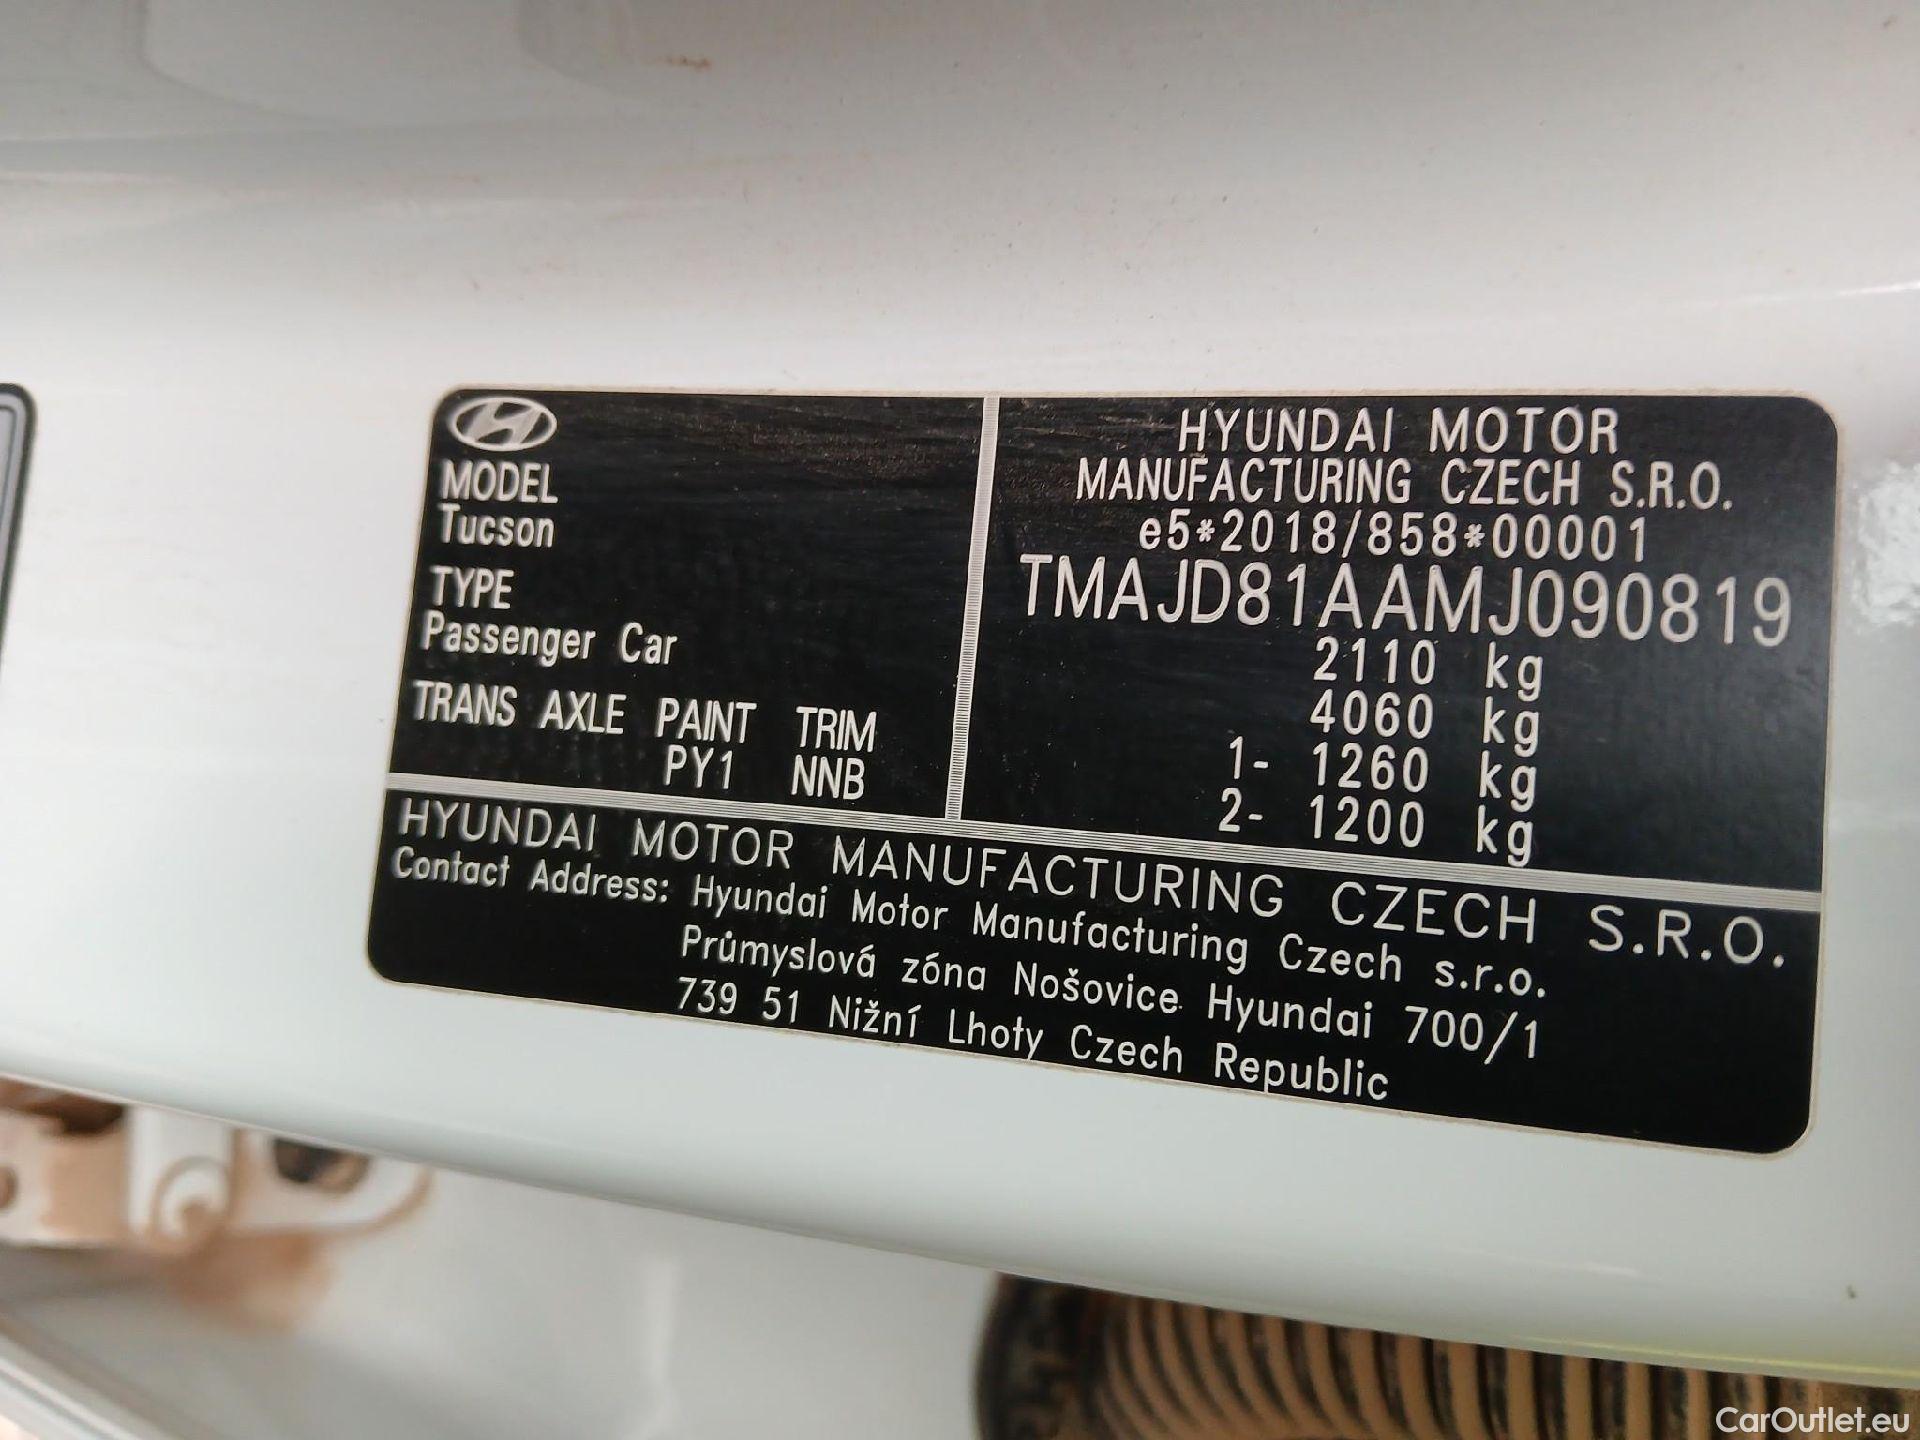 MODEL
Tucson
TYPE
Passenger Car
TRANS AXLE PAINT TRIM
PY1 NNB
HYUNDAI MOTOR
MANUFACTURING CZECH S.R.O.
e5*2018/858*00001
TMAJD81AAMJ090819
2110 kg
4060 kg
1- 1260 kg
2- 1200 kg
HYUNDAI MOTOR MANUFACTURING CZECH S.R.O.
Contact Address: Hyundai Motor Manufacturing Czech s.r.o.
Průmyslová zóna Nošovice Hyundai 700/1
739 51 Nižní Lhoty Czech Republic
CarOutlet.eu